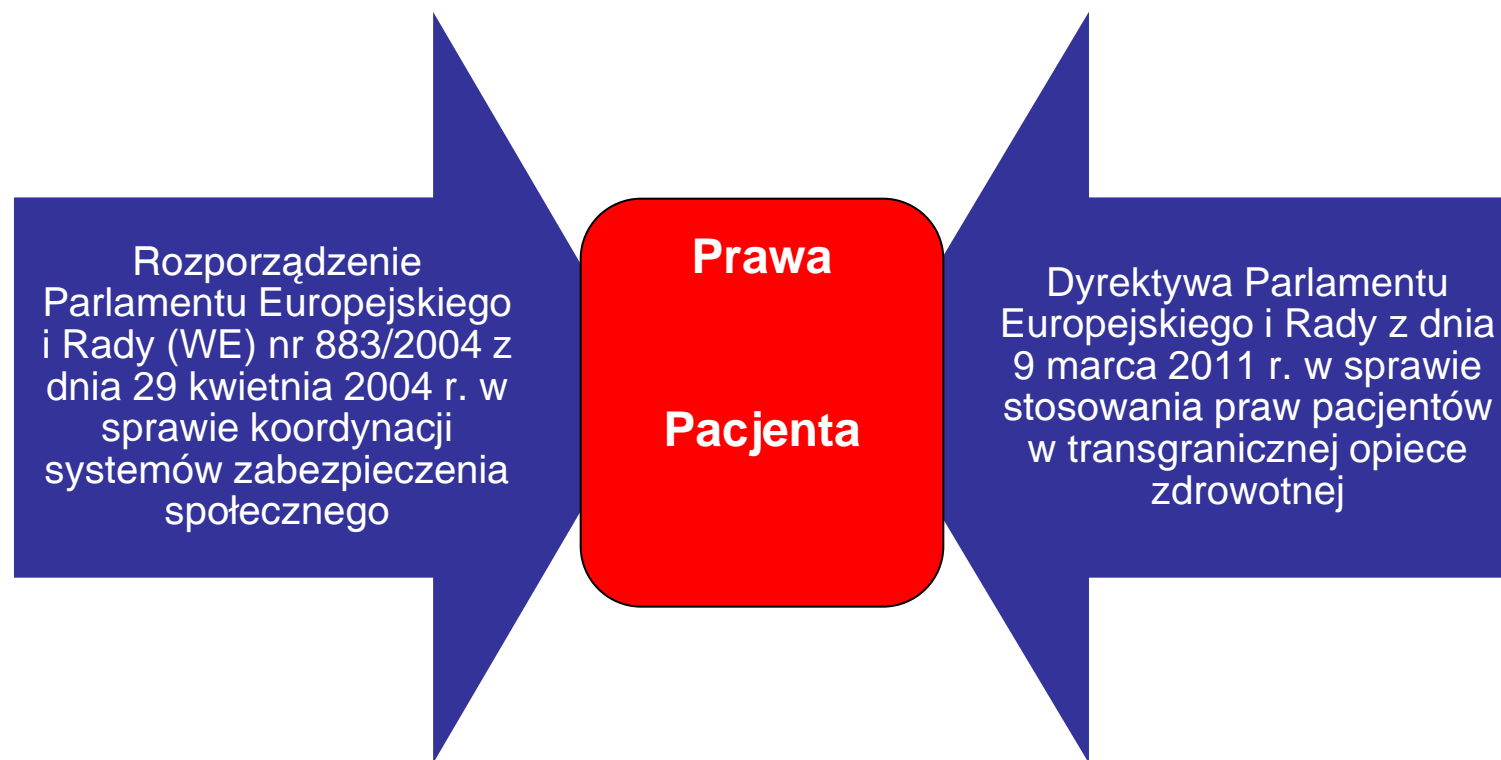 Rozporządzenie
Parlamentu Europejskiego
i Rady (WE) nr 883/2004 z
dnia 29 kwietnia 2004 r. w
sprawie koordynacji
systemów zabezpieczenia
społecznego
Prawa
Pacjenta
Dyrektywa Parlamentu
Europejskiego i Rady z dnia
9 marca 2011 r. w sprawie
stosowania praw pacjentów
w transgranicznej opiece
zdrowotnej